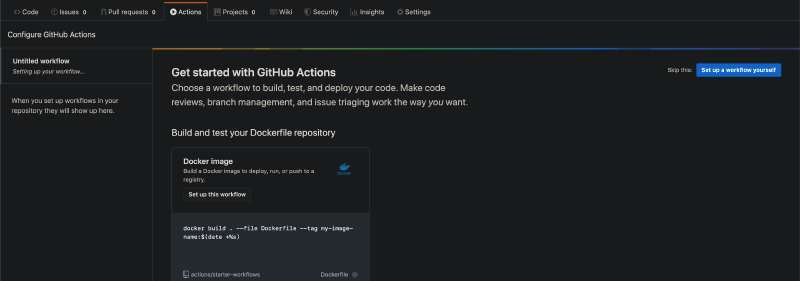 Code Issues 0 Pull requests 0 Actions Projects 0 Wiki Security Insights Settings
Configure GitHub Actions
Untitled workflow
Setting up your workflow...
When you set up workflows in your
repository they will show up here.
Get started with GitHub Actions
Choose a workflow to build, test, and deploy your code. Make code
reviews, branch management, and issue triaging work the way you want.
Skip this: Set up a workflow yourself
Build and test your Dockerfile repository
Docker image
Build a Docker image to deploy, run, or push to a
registry.
docker
Set up this workflow
docker build . --file Dockerfile --tag my-image-
name:$(date +%s)
actions/starter-workflows Dockerfile